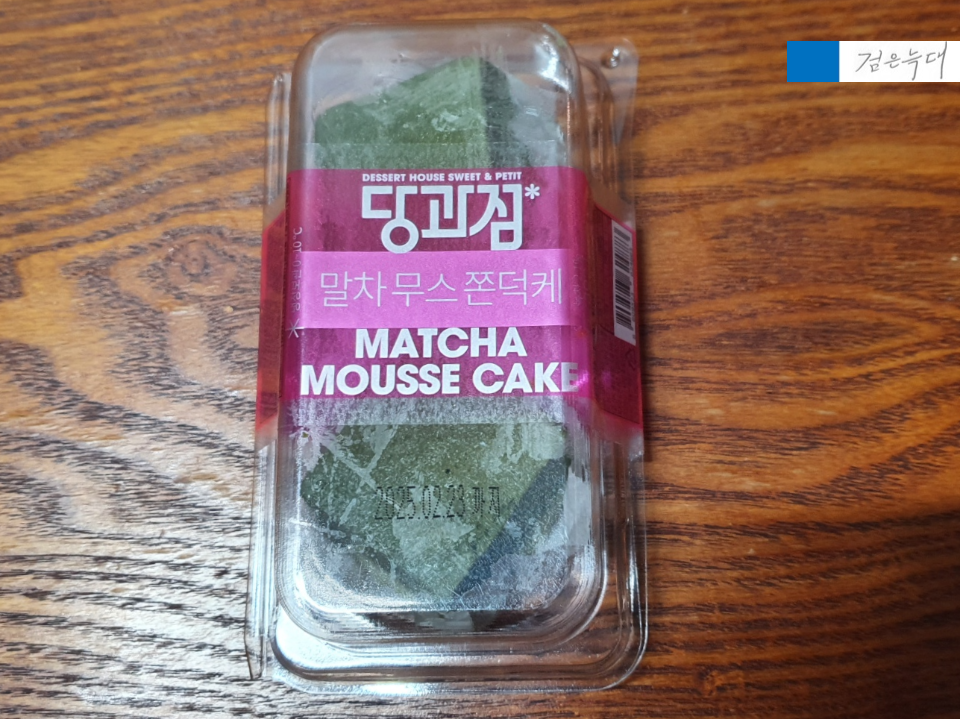 검은늑대
DESSERT HOUSE SWEET & PETIT
당과점*
말차 무스 쫀덕케
MATCHA
MOUSSE CAKE
2025.02.23 까지